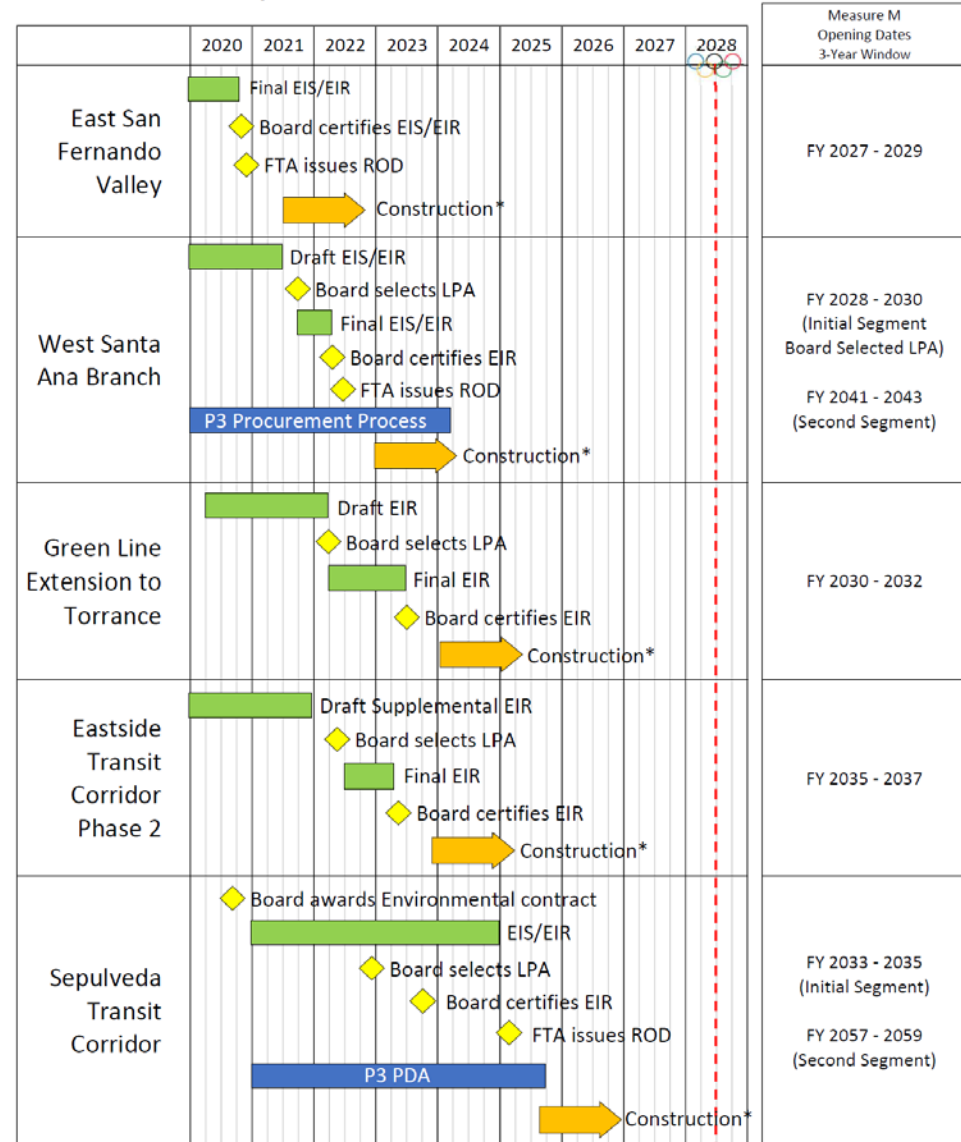 Measure M
Opening Dates
3-Year Window
2020 2021 2022 2023 2024 2025 2026 2027 2028
East San
Fernando
Valley
Final EIS/EIR
Board certifies EIS/EIR
FTA issues ROD
Construction*
FY 2027 - 2029
West Santa
Ana Branch
Draft EIS/EIR
Board selects LPA
Final EIS/EIR
Board certifies EIR
FTA issues ROD
P3 Procurement Process
Construction*
FY 2028 - 2030
(Initial Segment
Board Selected LPA)
FY 2041 - 2043
(Second Segment)
Green Line
Extension to
Torrance
Draft EIR
Board selects LPA
Final EIR
Board certifies EIR
Construction*
FY 2030 - 2032
Eastside
Transit
Corridor
Phase 2
Draft Supplemental EIR
Board selects LPA
Final EIR
Board certifies EIR
Construction*
FY 2035 - 2037
Sepulveda
Transit
Corridor
Board awards Environmental contract
EIS/EIR
Board selects LPA
Board certifies EIR
FTA issues ROD
P3 PDA
Construction*
FY 2033 - 2035
(Initial Segment)
FY 2057 - 2059
(Second Segment)